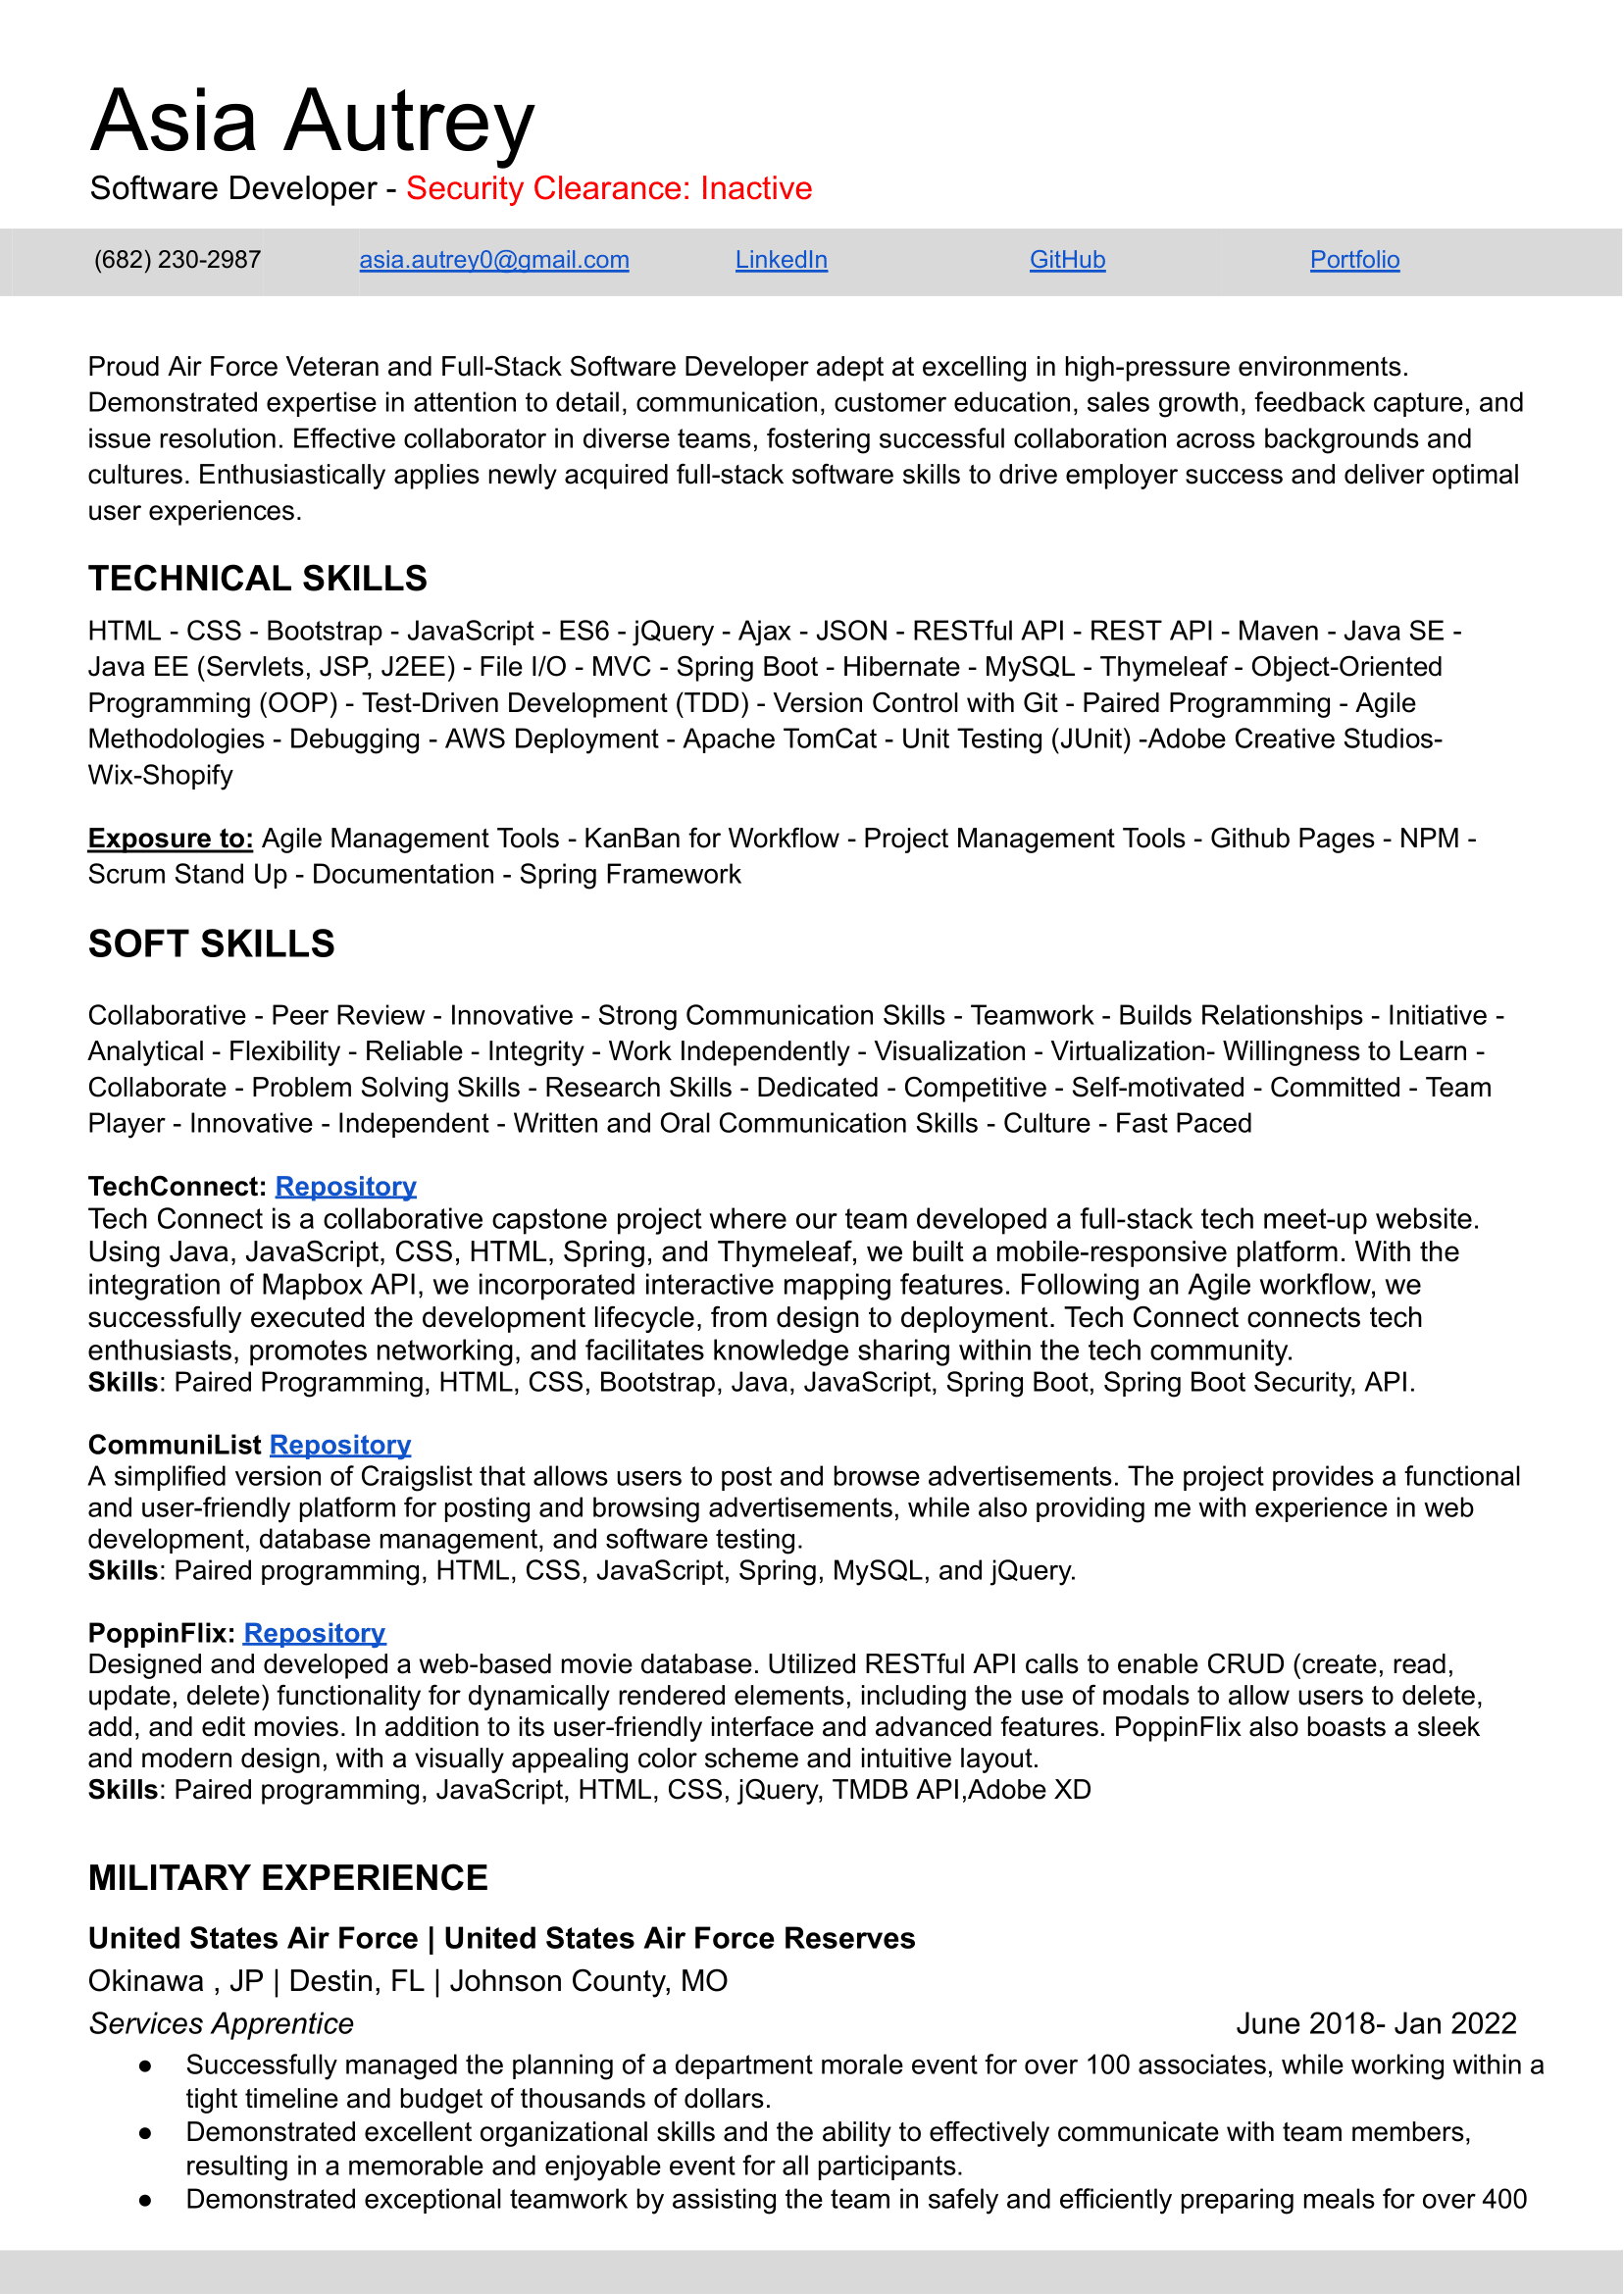 Asia Autrey
Software Developer - Security Clearance: Inactive
(682) 230-2987 asia.autrey0@gmail.com LinkedIn GitHub Portfolio
Proud Air Force Veteran and Full-Stack Software Developer adept at excelling in high-pressure environments.
Demonstrated expertise in attention to detail, communication, customer education, sales growth, feedback capture, and
issue resolution. Effective collaborator in diverse teams, fostering successful collaboration across backgrounds and
cultures. Enthusiastically applies newly acquired full-stack software skills to drive employer success and deliver optimal
user experiences.
TECHNICAL SKILLS
HTML - CSS - Bootstrap - JavaScript - ES6 - jQuery - Ajax - JSON - RESTful API - REST API - Maven - Java SE -
Java EE (Servlets, JSP, J2EE) - File I/O - MVC - Spring Boot - Hibernate - MySQL - Thymeleaf - Object-Oriented
Programming (OOP) - Test-Driven Development (TDD) - Version Control with Git - Paired Programming - Agile
Methodologies - Debugging - AWS Deployment - Apache TomCat - Unit Testing (JUnit) -Adobe Creative Studios-
Wix-Shopify
Exposure to: Agile Management Tools - KanBan for Workflow - Project Management Tools - Github Pages - NPM -
Scrum Stand Up - Documentation - Spring Framework
SOFT SKILLS
Collaborative - Peer Review - Innovative - Strong Communication Skills - Teamwork - Builds Relationships - Initiative -
Analytical - Flexibility - Reliable - Integrity - Work Independently - Visualization - Virtualization- Willingness to Learn -
Collaborate - Problem Solving Skills - Research Skills - Dedicated - Competitive - Self-motivated - Committed - Team
Player - Innovative - Independent - Written and Oral Communication Skills - Culture - Fast Paced
TechConnect: Repository
Tech Connect is a collaborative capstone project where our team developed a full-stack tech meet-up website.
Using Java, JavaScript, CSS, HTML, Spring, and Thymeleaf, we built a mobile-responsive platform. With the
integration of Mapbox API, we incorporated interactive mapping features. Following an Agile workflow, we
successfully executed the development lifecycle, from design to deployment. Tech Connect connects tech
enthusiasts, promotes networking, and facilitates knowledge sharing within the tech community.
Skills: Paired Programming, HTML, CSS, Bootstrap, Java, JavaScript, Spring Boot, Spring Boot Security, API.
CommuniList Repository
A simplified version of Craigslist that allows users to post and browse advertisements. The project provides a functional
and user-friendly platform for posting and browsing advertisements, while also providing me with experience in web
development, database management, and software testing.
Skills: Paired programming, HTML, CSS, JavaScript, Spring, MySQL, and jQuery.
PoppinFlix: Repository
Designed and developed a web-based movie database. Utilized RESTful API calls to enable CRUD (create, read,
update, delete) functionality for dynamically rendered elements, including the use of modals to allow users to delete,
add, and edit movies. In addition to its user-friendly interface and advanced features. PoppinFlix also boasts a sleek
and modern design, with a visually appealing color scheme and intuitive layout.
Skills: Paired programming, JavaScript, HTML, CSS, jQuery, TMDB API,Adobe XD
MILITARY EXPERIENCE
United States Air Force | United States Air Force Reserves
Okinawa , JP | Destin, FL | Johnson County, MO
Services Apprentice June 2018- Jan 2022
● Successfully managed the planning of a department morale event for over 100 associates, while working within a
tight timeline and budget of thousands of dollars.
● Demonstrated excellent organizational skills and the ability to effectively communicate with team members,
resulting in a memorable and enjoyable event for all participants.
● Demonstrated exceptional teamwork by assisting the team in safely and efficiently preparing meals for over 400